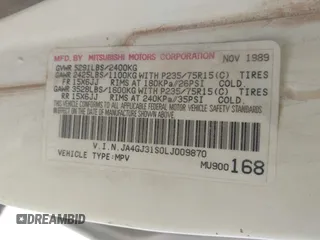 MFD. BY MITSUBISHI MOTORS CORPORATION NOV 1989
GVWR 5291LBS/2400KG
GAWR 2425LBS/1100KG WITH P235/75R15(C) TIRES
FR 15X6JJ RIMS AT 180KPa/26PSI COLD.
GAWR 3528LBS/1600KG WITH P235/75R15(C) TIRES
RR 15X6JJ RIMS AT 240KPa/35PSI COLD.
THIS VEHICLE CONFORMS TO ALL APPLICABLE
FEDERAL MOTOR VEHICLE SAFETY STANDARDS
IN EFFECT ON THE DATE OF MANUFACTURE
SHOWN ABOVE.
V.I.N. JA4GJ31S0LJ009870
VEHICLE TYPE: MPV MU900168
©DREAMBID